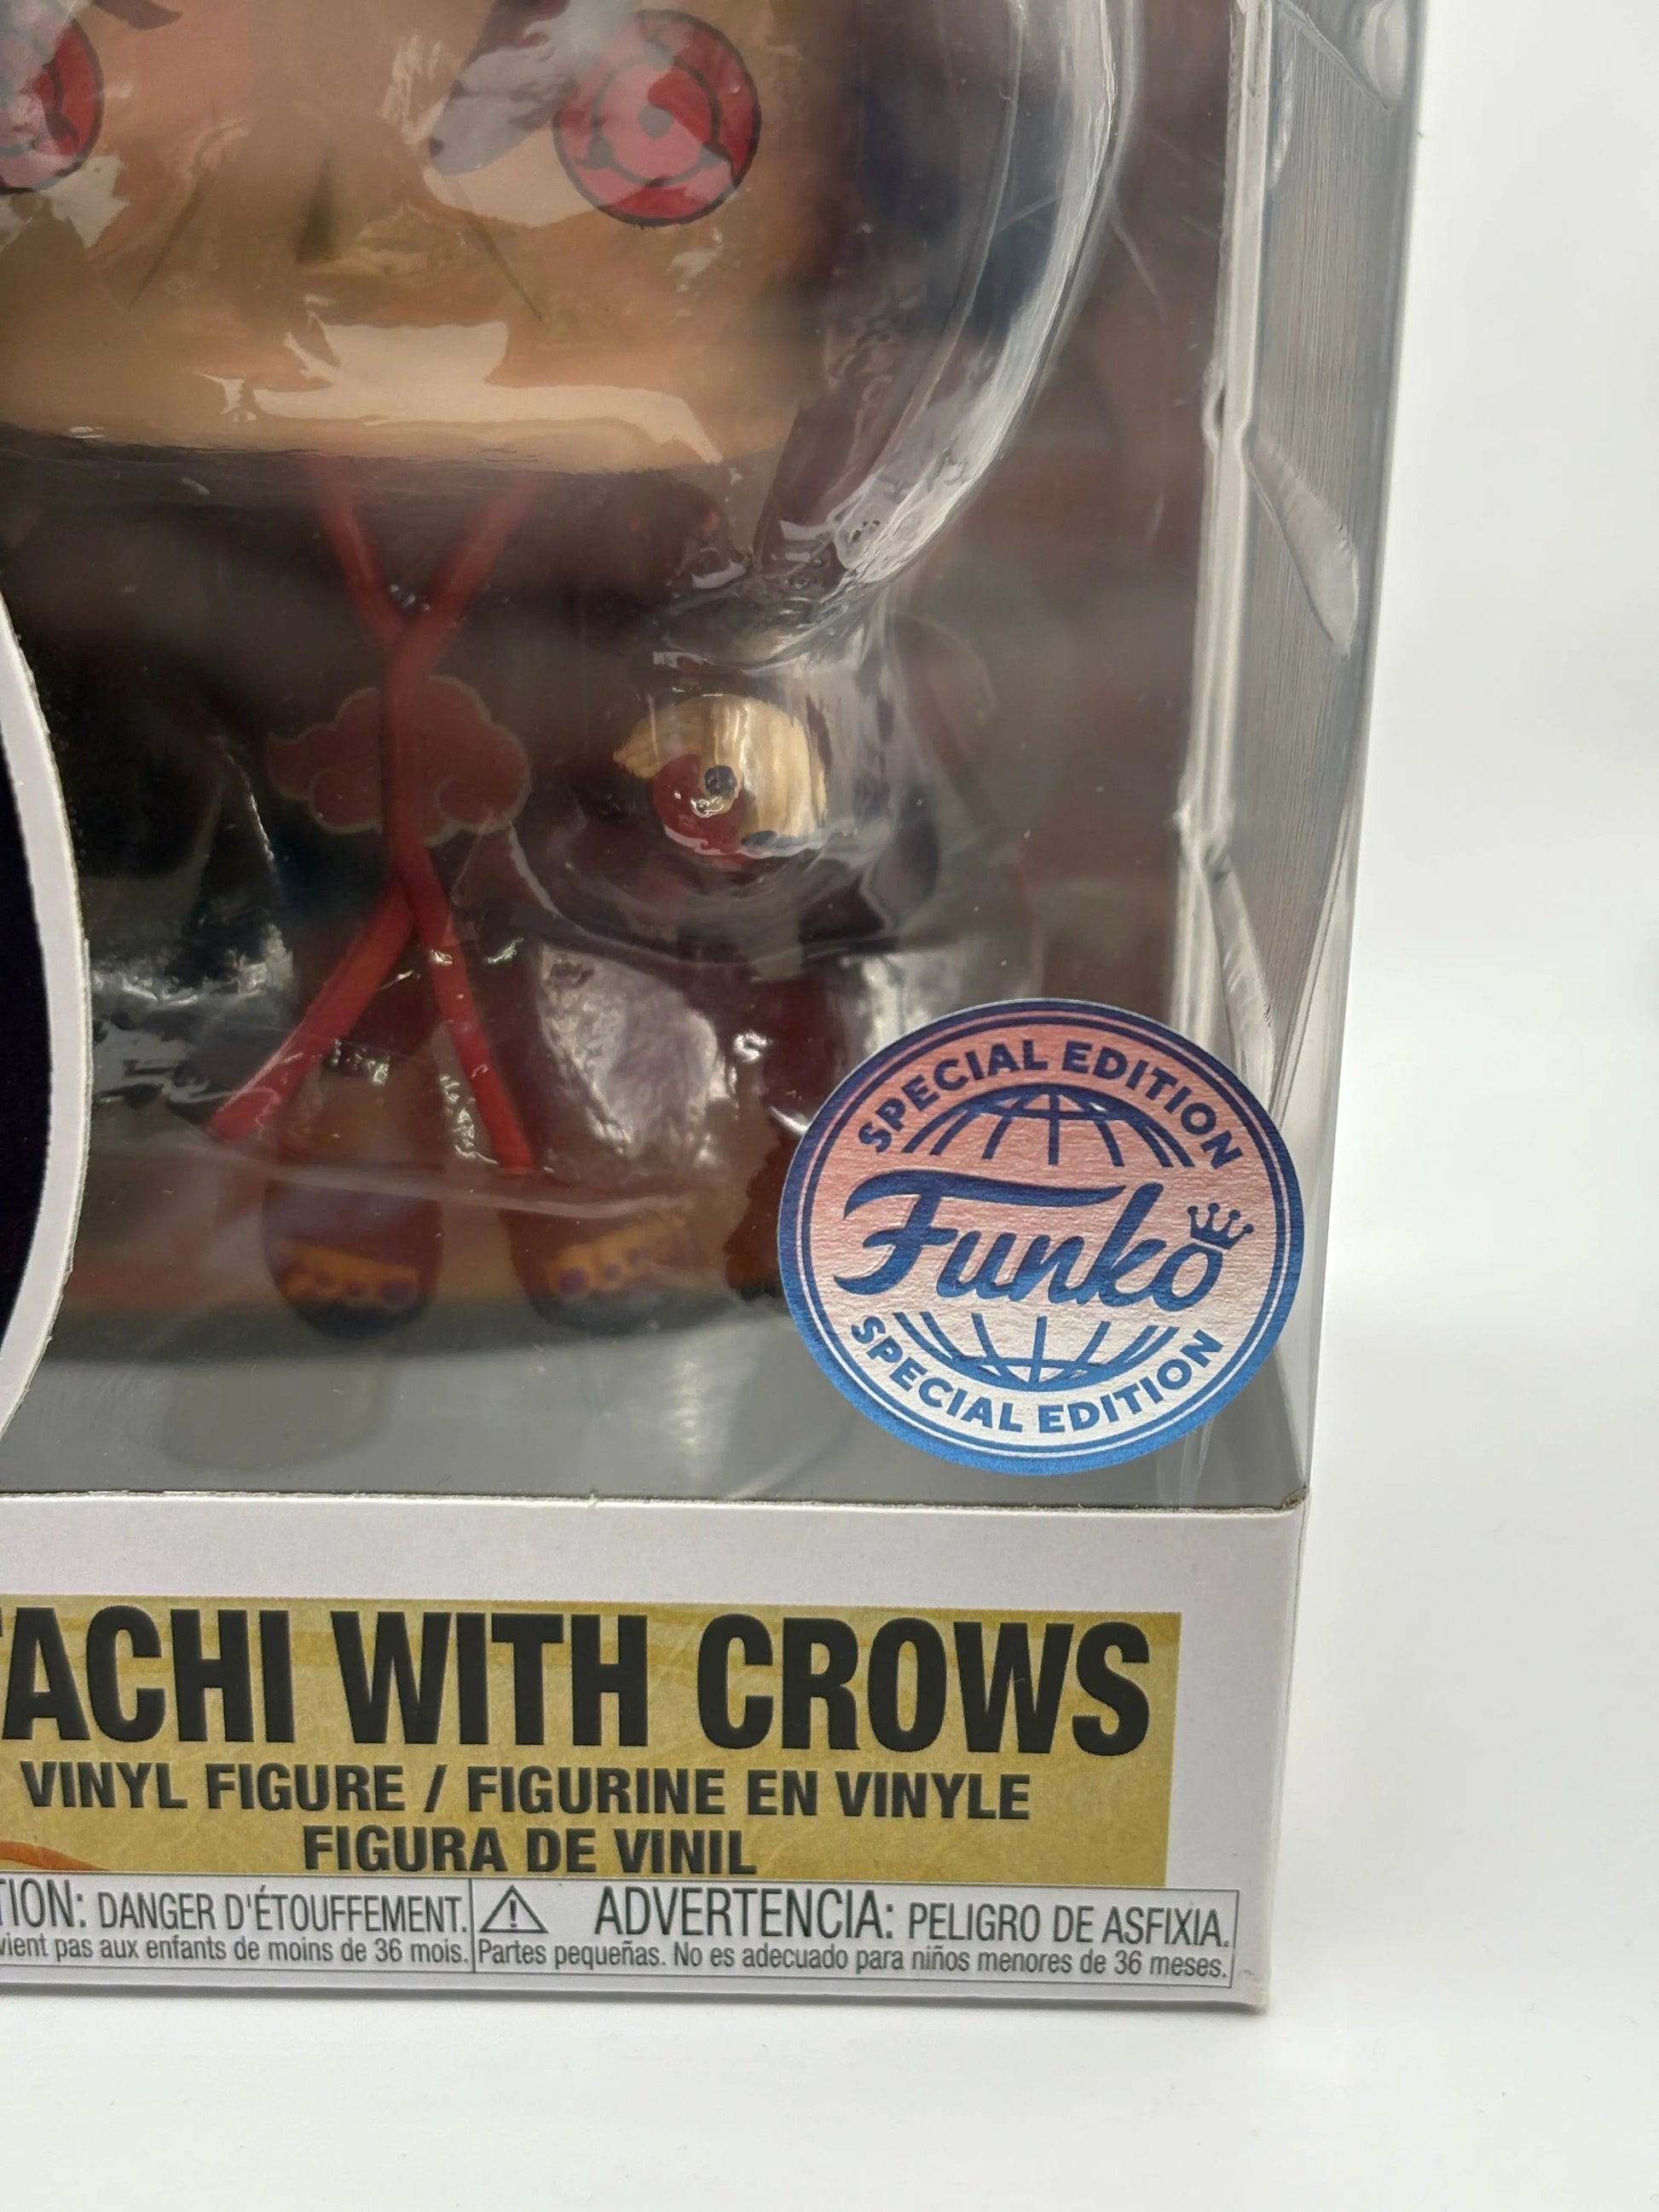 SPECIAL EDITION
Funko
SPECIAL EDITION
TACHI WITH CROWS
VINYL FIGURE / FIGURINE EN VINYLE
FIGURA DE VINIL
TION: DANGER D'ÉTOUFFEMENT.
vient pas aux enfants de moins de 36 mois.
ADVERTENCIA: PELIGRO DE ASFIXIA.
Partes pequeñas. No es adecuado para niños menores de 36 meses.